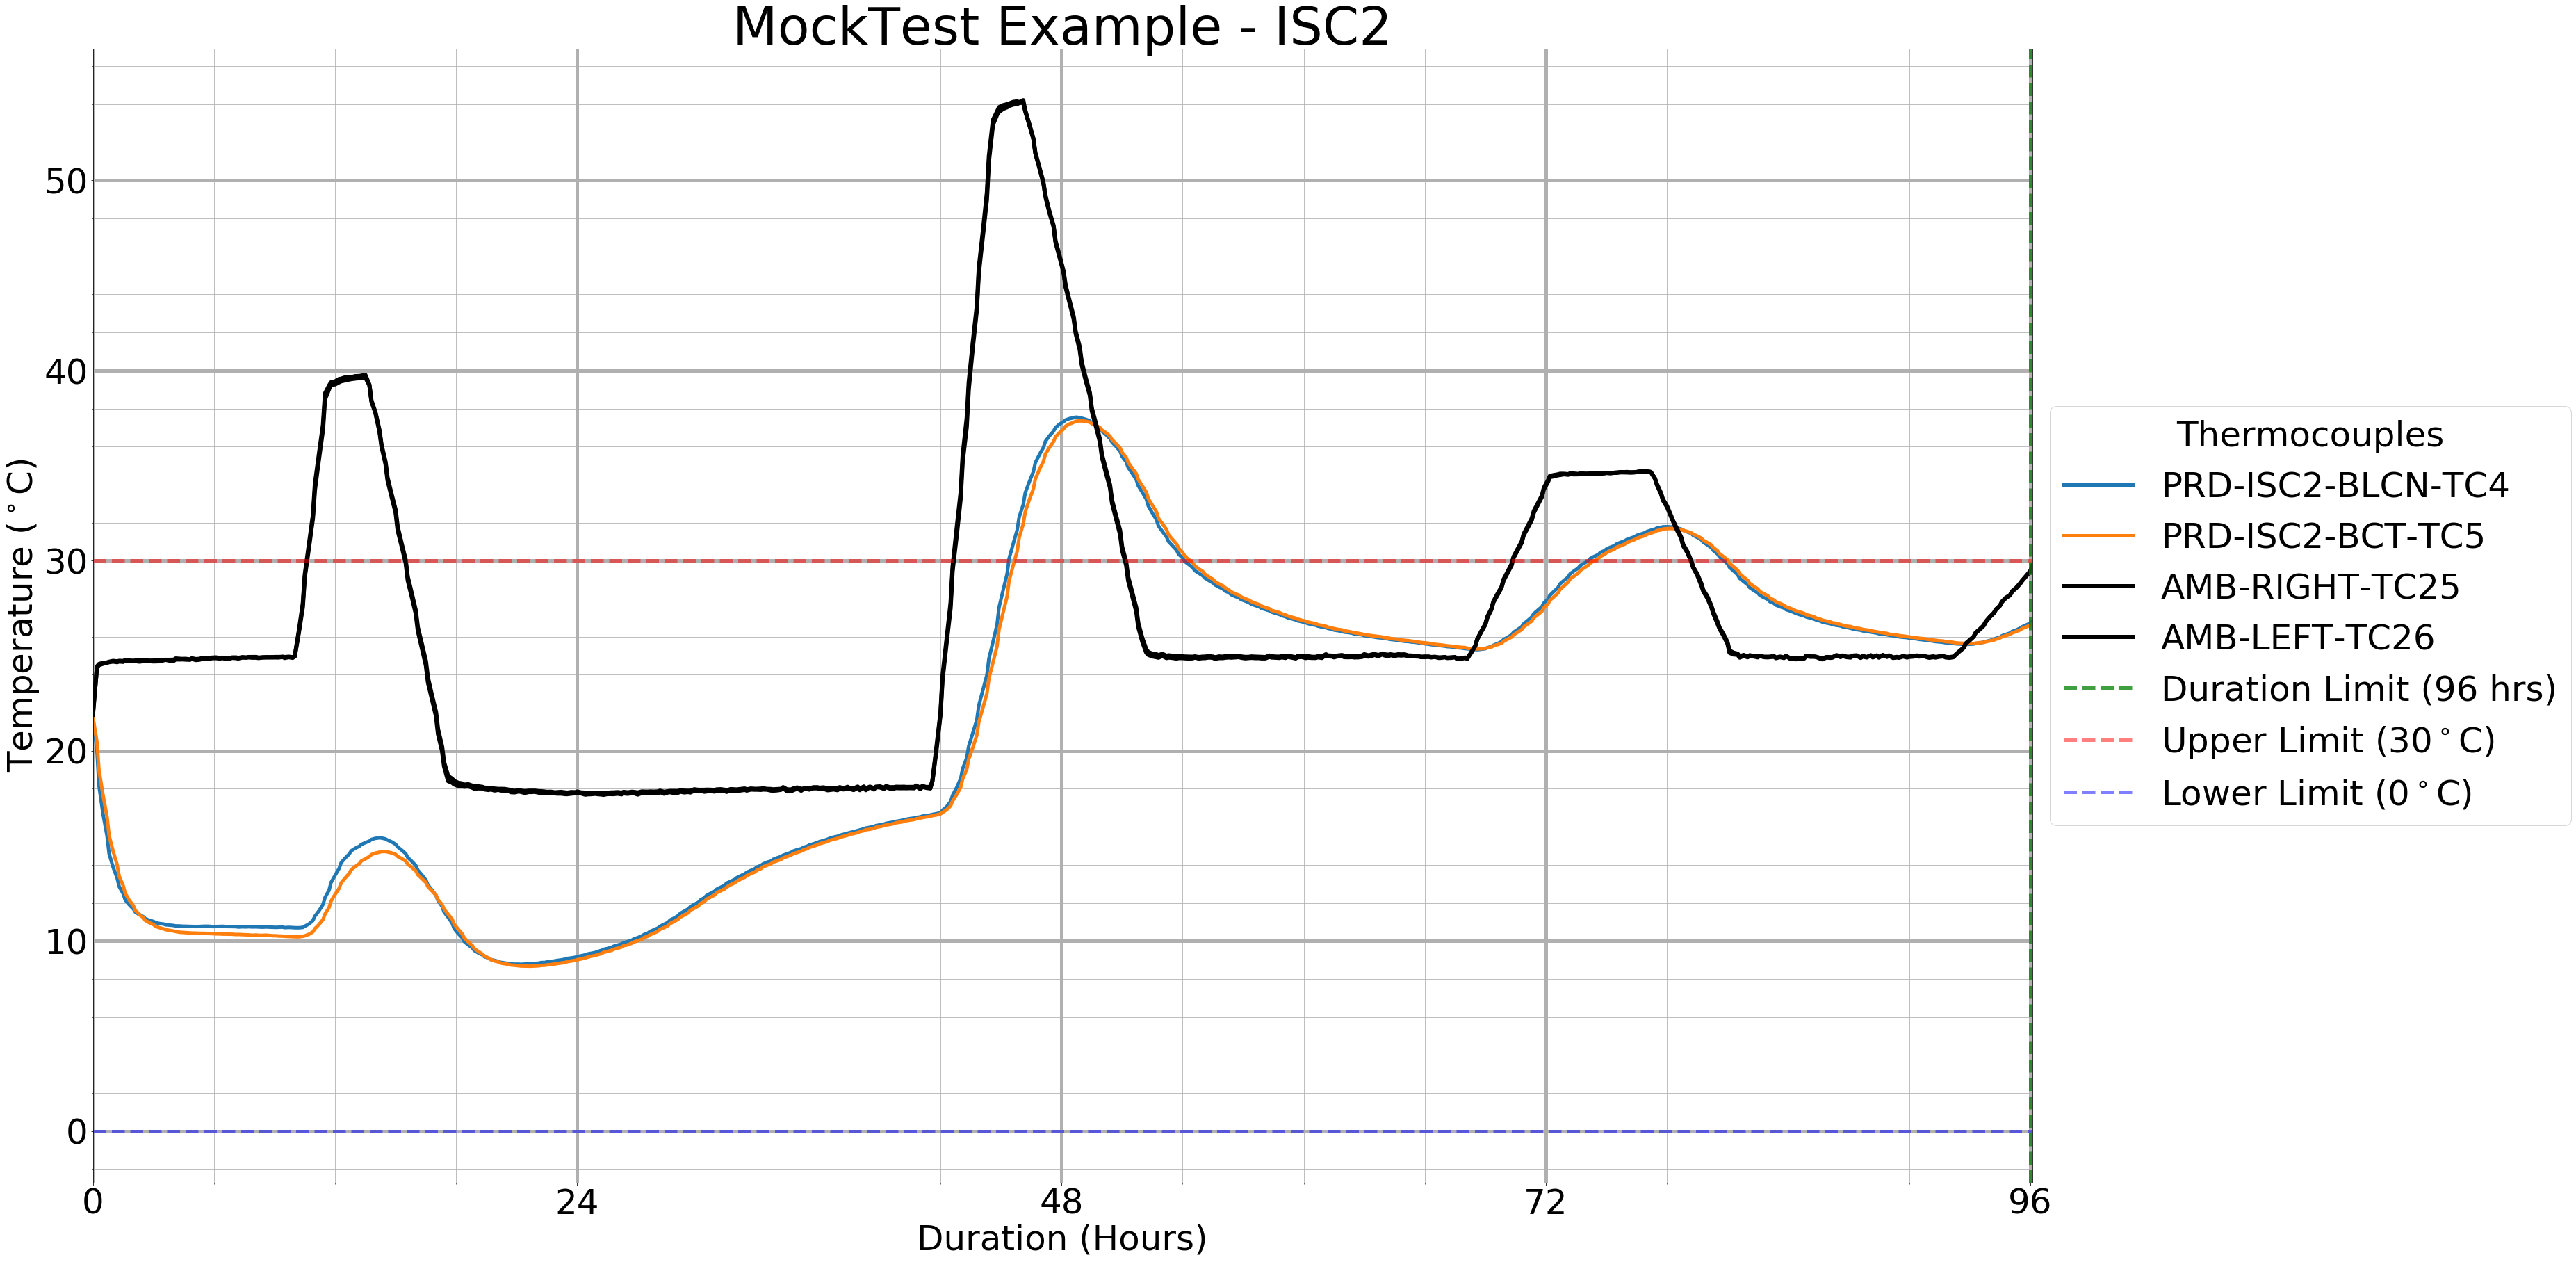 MockTest Example - ISC2
Temperature (°C)
50
40
30
20
10
0
0 24 48 72 96
Duration (Hours)
Thermocouples
PRD-ISC2-BLCN-TC4
PRD-ISC2-BCT-TC5
AMB-RIGHT-TC25
AMB-LEFT-TC26
Duration Limit (96 hrs)
Upper Limit (30°C)
Lower Limit (0°C)